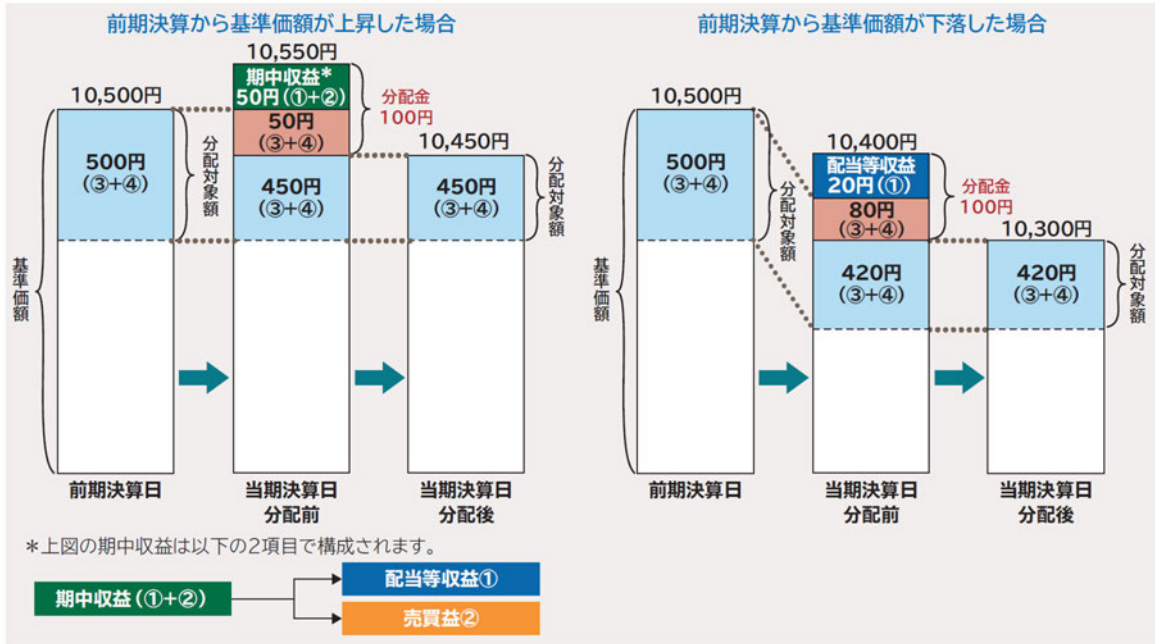 前期決算から基準価額が上昇した場合
10,500円
500円
(③+④)
分配対象額
基準価額
前期決算日
10,550円
期中収益*
50円(①+②)
50円
(③+④)
450円
(③+④)
分配金
100円
当期決算日
分配前
10,450円
450円
(③+④)
分配対象額
当期決算日
分配後
前期決算から基準価額が下落した場合
10,500円
500円
(③+④)
分配対象額
基準価額
前期決算日
10,400円
配当等収益
20円(①)
80円
(③+④)
420円
(③+④)
分配金
100円
当期決算日
分配前
10,300円
420円
(③+④)
分配対象額
当期決算日
分配後
*上図の期中収益は以下の2項目で構成されます。
期中収益(①+②)
配当等収益①
売買益②